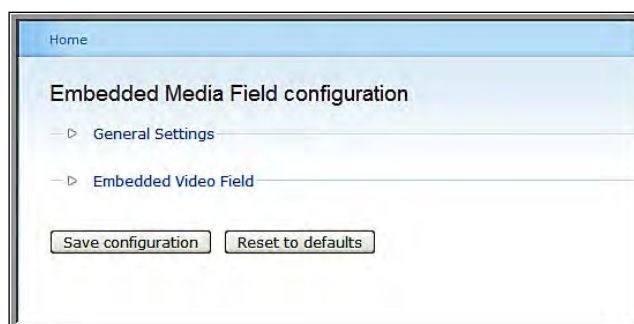 Home
Embedded Media Field configuration
General Settings
Embedded Video Field
Save configuration Reset to defaults